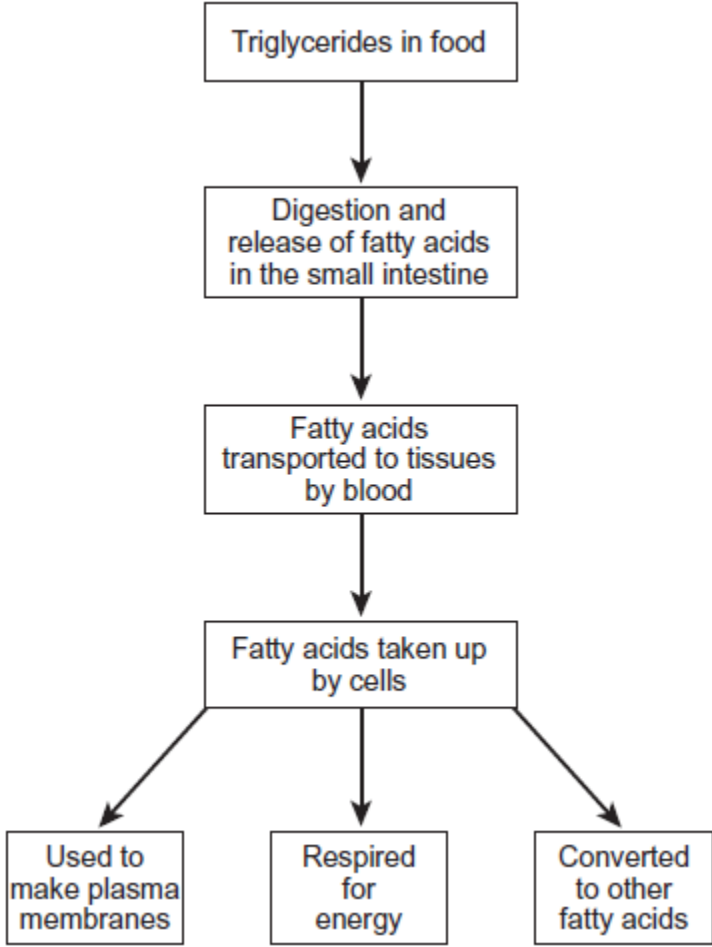 Triglycerides in food
Digestion and
release of fatty acids
in the small intestine
Fatty acids
transported to tissues
by blood
Fatty acids taken up
by cells
Used to
make plasma
membranes
Respired
for
energy
Converted
to other
fatty acids